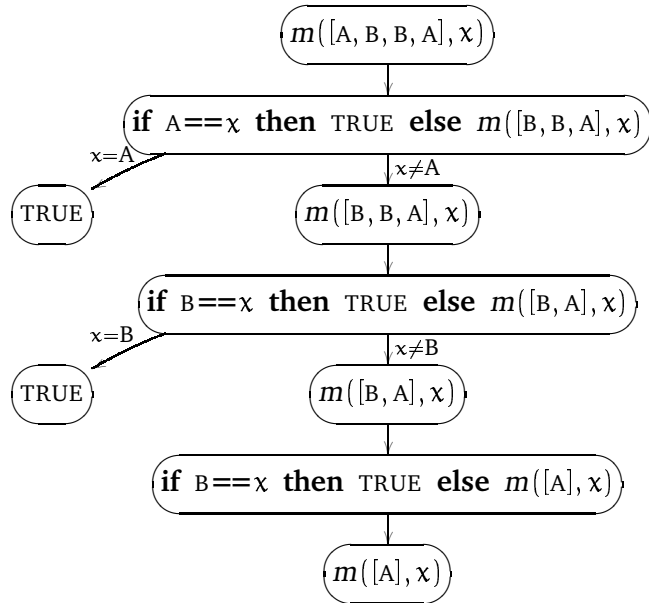 m([A, B, B, A], x)
if A==x then TRUE else m([B, B, A], x)
x=A
x≠A
TRUE
m([B, B, A], x)
if B==x then TRUE else m([B, A], x)
x=B
x≠B
TRUE
m([B, A], x)
if B==x then TRUE else m([A], x)
m([A], x)